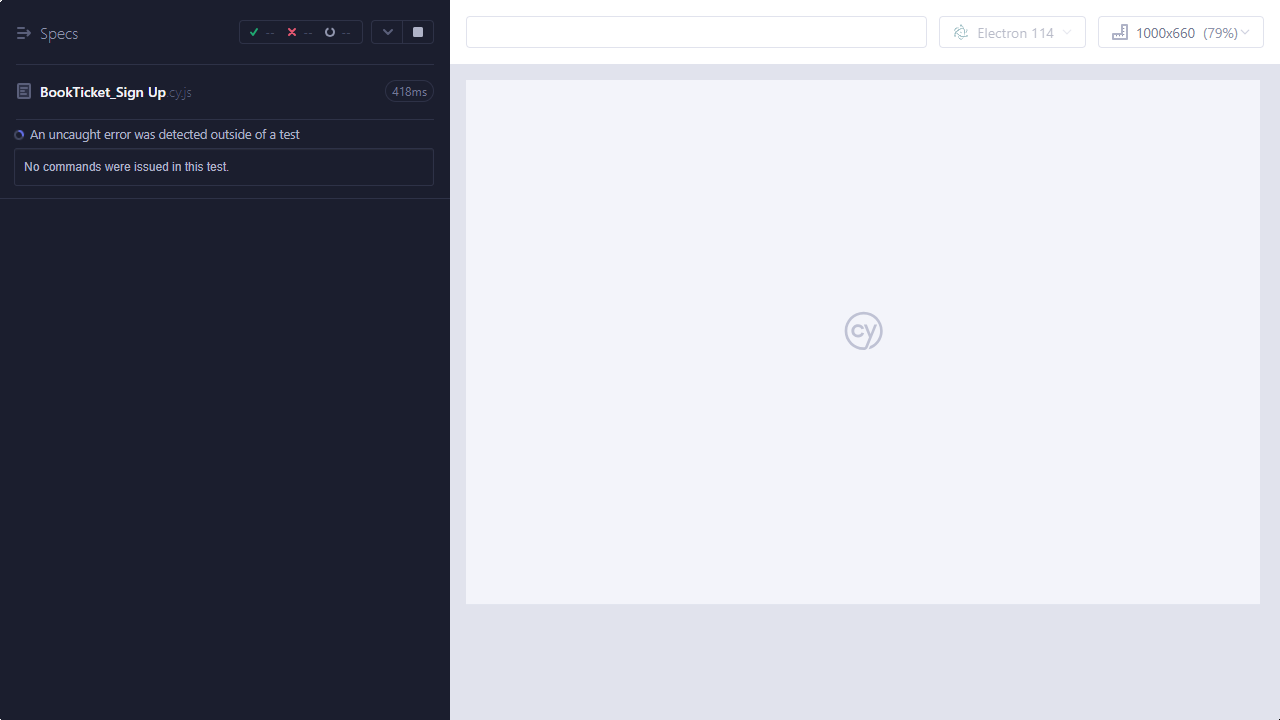 Specs
-- -- --
BookTicket_Sign Up cy.js
418ms
An uncaught error was detected outside of a test
No commands were issued in this test.
Electron 114
1000x660 (79%)
cy